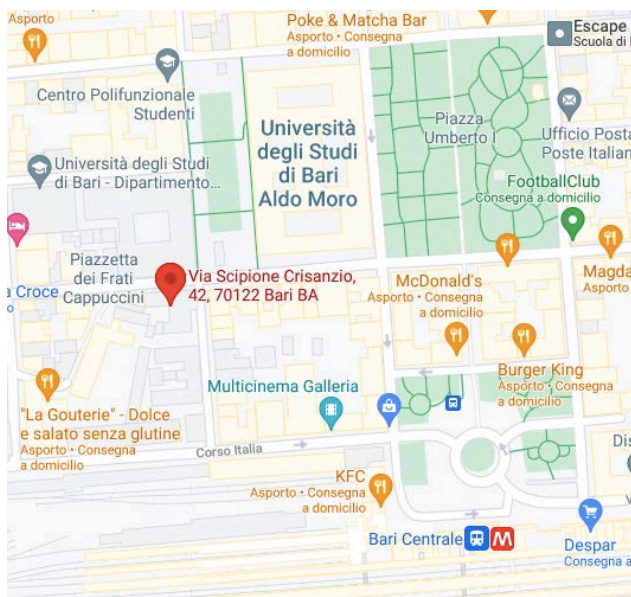 Poke & Matcha Bar
Asporto • Consegna
a domicilio
Escape
Scuola di
Centro Polifunzionale
Studenti
Università
degli Studi
di Bari
Aldo Moro
Piazza
Umberto I
Ufficio Posta
Poste Italian
Università degli Studi
di Bari - Dipartimento...
FootballClub
Consegna a domicilio
Piazzetta
dei Frati
Cappuccini
Via Scipione Crisanzio,
42, 70122 Bari BA
McDonald's
Asporto • Consegna
a domicilio
Magda
Asporto
a Croce
Burger King
Asporto • Consegna
a domicilio
Multicinema Galleria
"La Gouterie" - Dolce
e salato senza glutine
Asporto • Consegna
a domicilio
Corso Italia
KFC
Asporto • Consegna
a domicilio
Dis
Bari Centrale
M
Despar
Consegna a